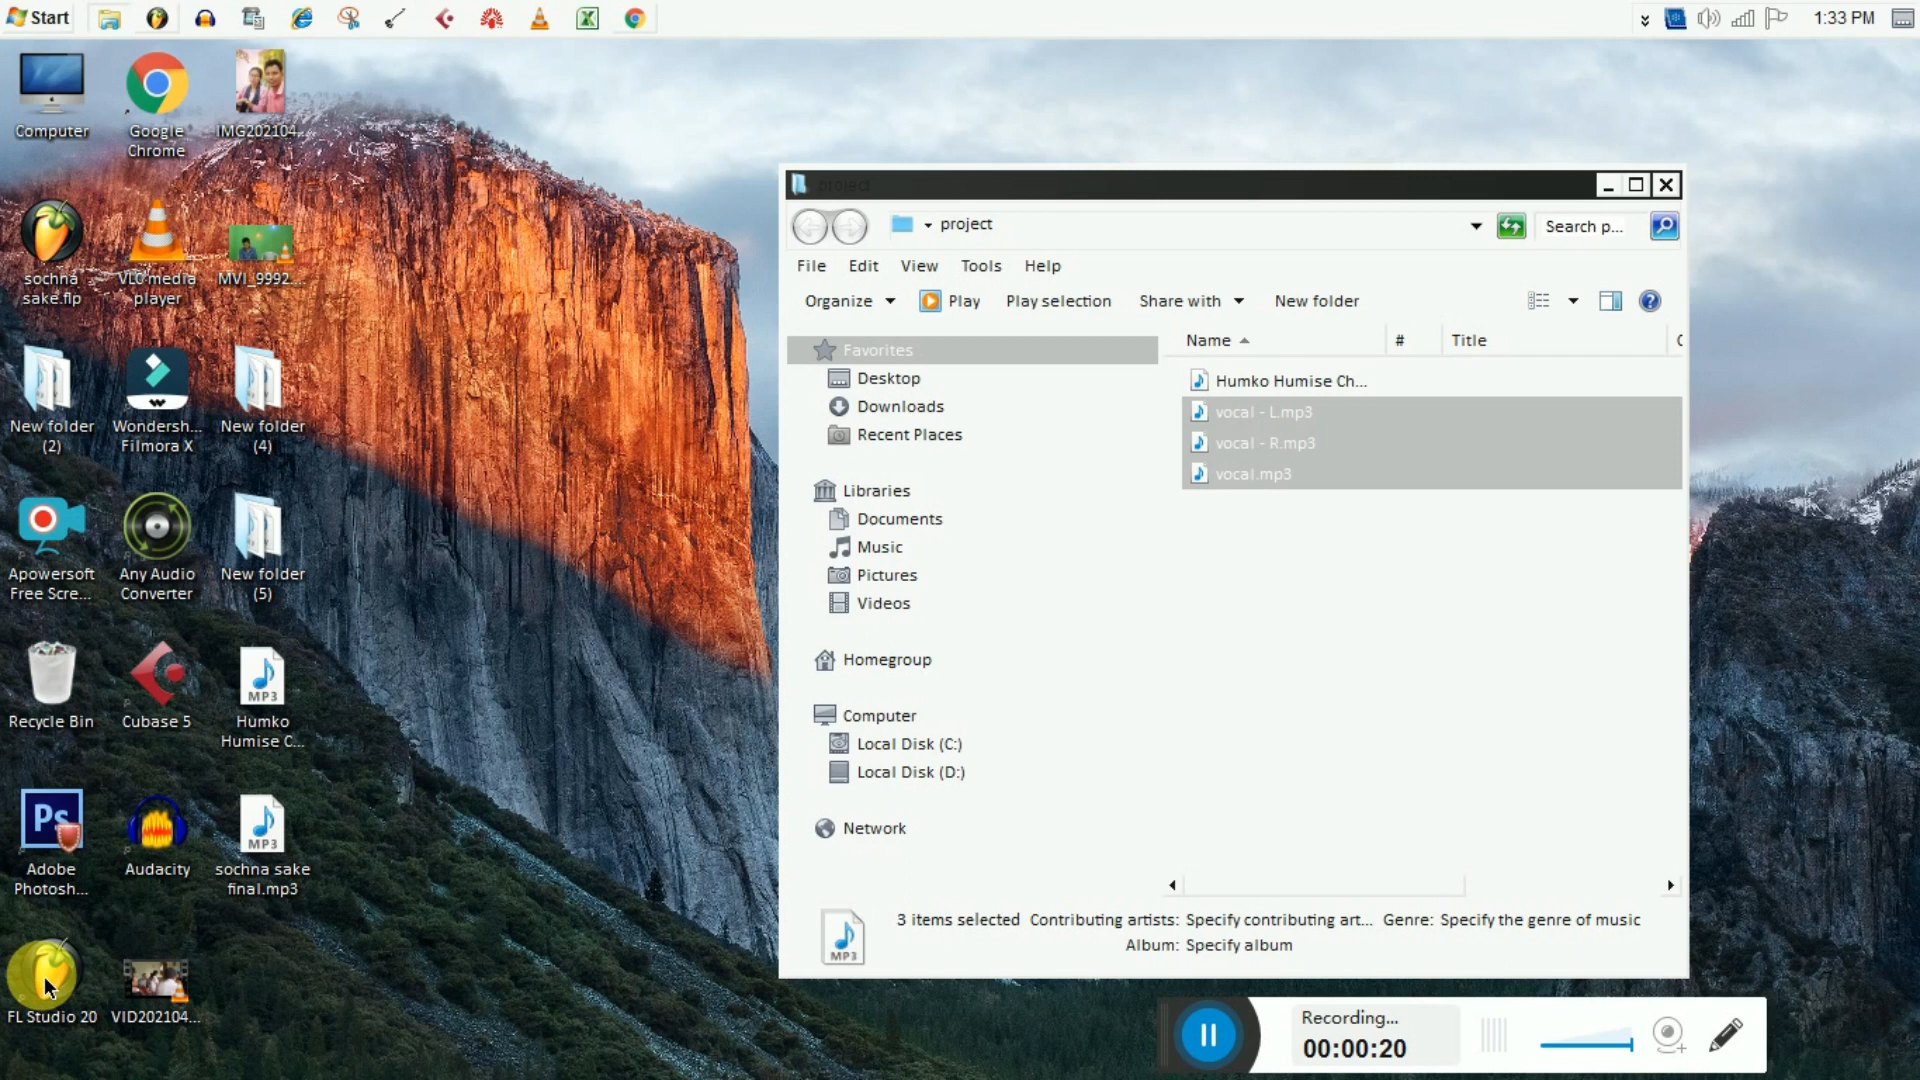 Start
1:33 PM
Computer
Google
Chrome
IMG202104...
sochna
sake.flp
VLC media
player
MVI_9992....
New folder
(2)
Wondersh...
Filmora X
New folder
(4)
Apowersoft
Free Scre...
Any Audio
Converter
New folder
(5)
Recycle Bin
Cubase 5
MP3
Humko
Humise C...
Ps
Adobe
Photosh...
Audacity
MP3
sochna sake
final.mp3
FL Studio 20
VID202104...
project
project
Search p...
File Edit View Tools Help
Organize Play Play selection Share with New folder
Name # Title
Favorites
Desktop
Downloads
Recent Places
Libraries
Documents
Music
Pictures
Videos
Homegroup
Computer
Local Disk (C:)
Local Disk (D:)
Network
Humko Humise Ch...
vocal - L.mp3
vocal - R.mp3
vocal.mp3
MP3
3 items selected Contributing artists: Specify contributing art... Genre: Specify the genre of music
Album: Specify album
Recording...
00:00:20